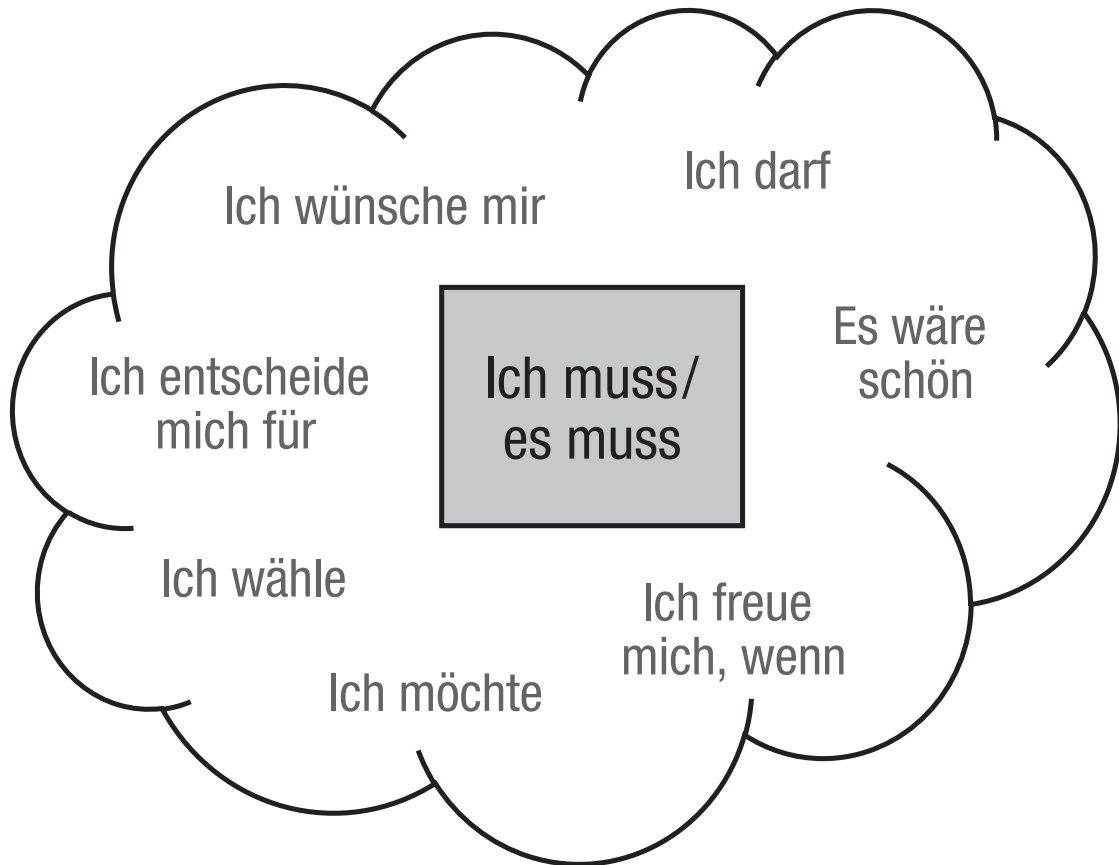 Ich wünsche mir
Ich darf
Es wäre
schön
Ich entscheide
mich für
Ich muss/
es muss
Ich wähle
Ich freue
mich, wenn
Ich möchte